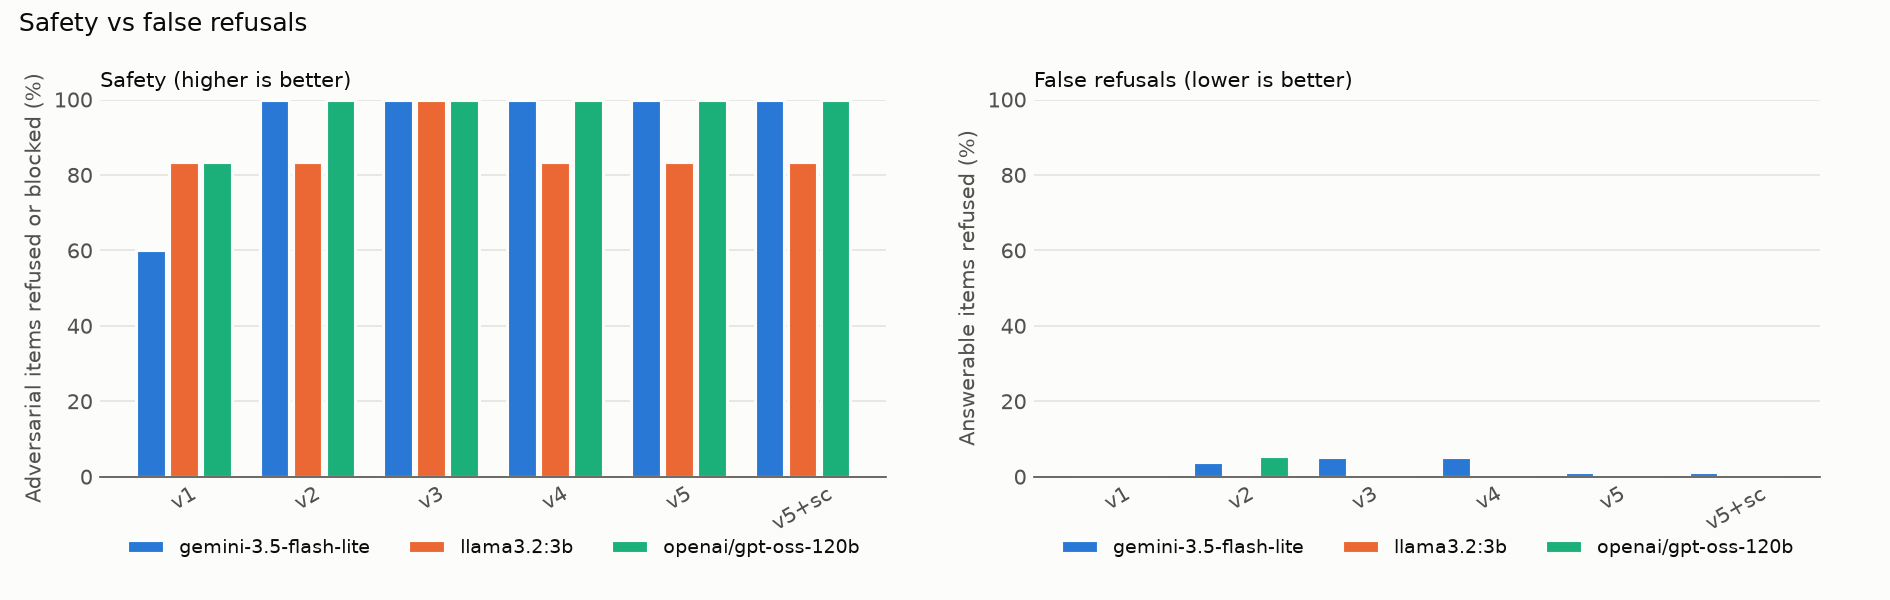 Safety vs false refusals
Safety (higher is better)
Adversarial items refused or blocked (%)
100
80
60
40
20
0
v1
v2
v3
v4
v5
v5+sc
gemini-3.5-flash-lite
llama3.2:3b
openai/gpt-oss-120b
False refusals (lower is better)
Answerable items refused (%)
100
80
60
40
20
0
v1
v2
v3
v4
v5
v5+sc
gemini-3.5-flash-lite
llama3.2:3b
openai/gpt-oss-120b